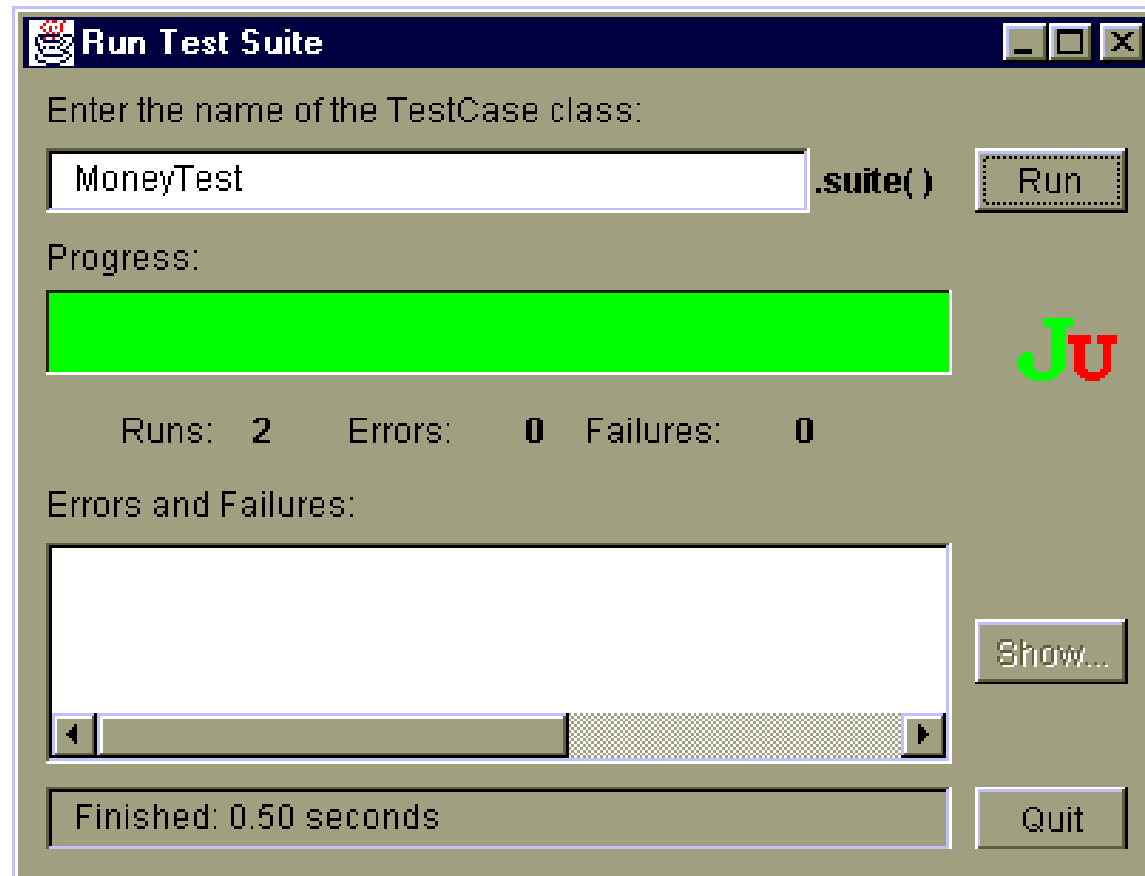 Run Test Suite
Enter the name of the TestCase class:
MoneyTest .suite( ) Run
Progress:
JU
Runs: 2 Errors: 0 Failures: 0
Errors and Failures:
Show...
Finished: 0.50 seconds Quit